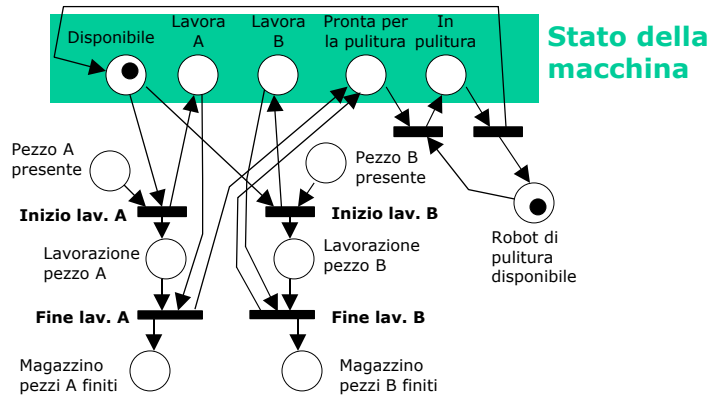 Disponibile
Lavora
A
Lavora
B
Pronta per
la pulitura
In
pulitura
Stato della
macchina
Pezzo A
presente
Pezzo B
presente
Inizio lav. A
Inizio lav. B
Lavorazione
pezzo A
Lavorazione
pezzo B
Robot di
pulitura
disponibile
Fine lav. A
Fine lav. B
Magazzino
pezzi A finiti
Magazzino
pezzi B finiti